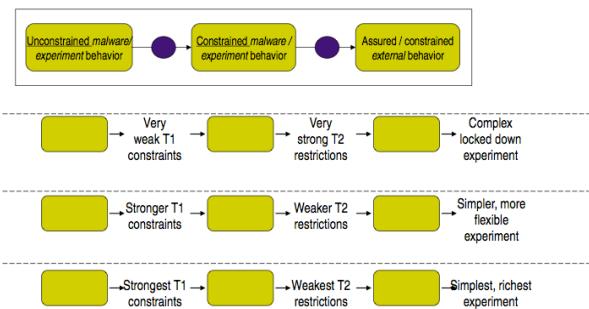 Unconstrained malware/
experiment behavior
Constrained malware /
experiment behavior
Assured / constrained
external behavior
Very
weak T1
constraints
Very
strong T2
restrictions
Complex
locked down
experiment
Stronger T1
constraints
Weaker T2
restrictions
Simpler, more
flexible
experiment
Strongest T1
constraints
Weakest T2
restrictions
Simplest, richest
experiment